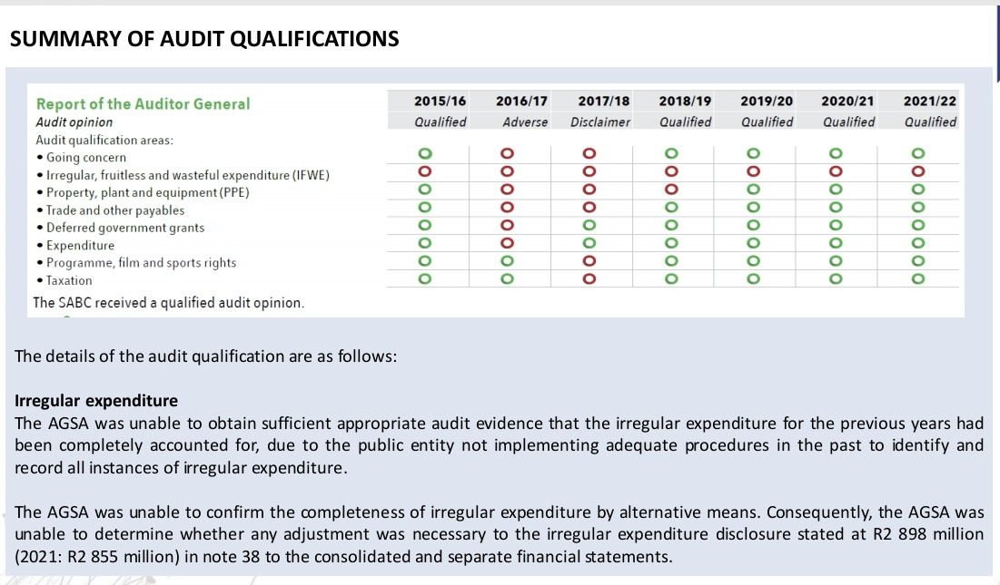 SUMMARY OF AUDIT QUALIFICATIONS
Report of the Auditor General 2015/16 2016/17 2017/18 2018/19 2019/20 2020/21 2021/22
Audit opinion Qualified Adverse Disclaimer Qualified Qualified Qualified Qualified
Audit qualification areas:
• Going concern
• Irregular, fruitless and wasteful expenditure (IFWE)
• Property, plant and equipment (PPE)
• Trade and other payables
• Deferred government grants
• Expenditure
• Programme, film and sports rights
• Taxation
The SABC received a qualified audit opinion.
The details of the audit qualification are as follows:
Irregular expenditure
The AGSA was unable to obtain sufficient appropriate audit evidence that the irregular expenditure for the previous years had
been completely accounted for, due to the public entity not implementing adequate procedures in the past to identify and
record all instances of irregular expenditure.
The AGSA was unable to confirm the completeness of irregular expenditure by alternative means. Consequently, the AGSA was
unable to determine whether any adjustment was necessary to the irregular expenditure disclosure stated at R2 898 million
(2021: R2 855 million) in note 38 to the consolidated and separate financial statements.